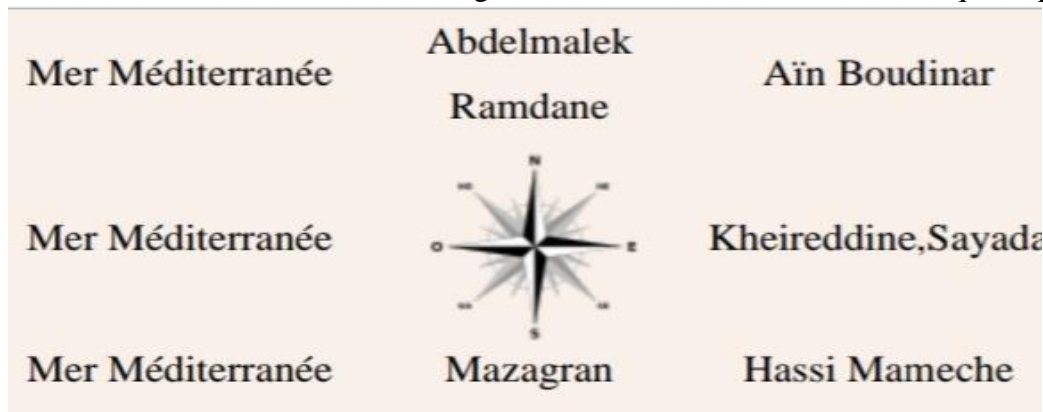 Abdelmalek
Mer Méditerranée Aïn Boudinar
Ramdane
N
Mer Méditerranée O E Kheireddine,Sayada
S
Mer Méditerranée Mazagran Hassi Mameche